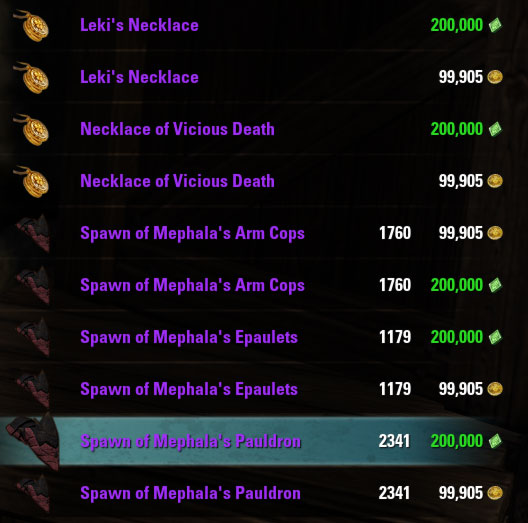 Leki's Necklace 200,000
Leki's Necklace 99,905
Necklace of Vicious Death 200,000
Necklace of Vicious Death 99,905
Spawn of Mephala's Arm Cops 1760 99,905
Spawn of Mephala's Arm Cops 1760 200,000
Spawn of Mephala's Epaulets 1179 200,000
Spawn of Mephala's Epaulets 1179 99,905
Spawn of Mephala's Pauldron 2341 200,000
Spawn of Mephala's Pauldron 2341 99,905